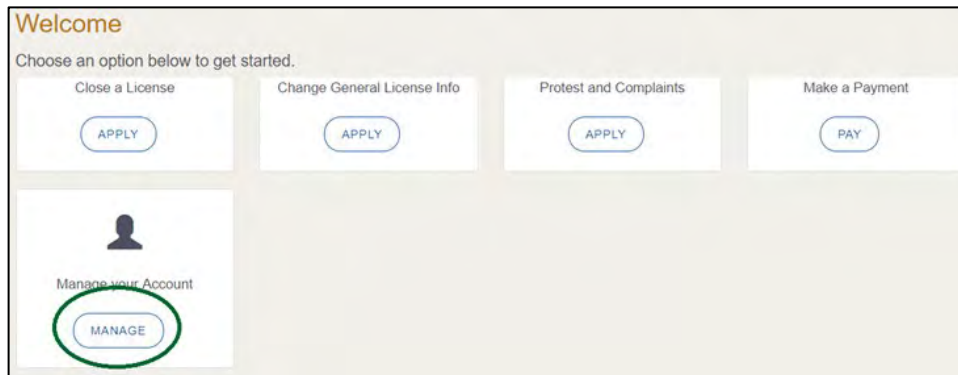 Welcome
Choose an option below to get started.
Close a License
Change General License Info
Protest and Complaints
Make a Payment
APPLY
APPLY
APPLY
PAY
Manage your Account
MANAGE